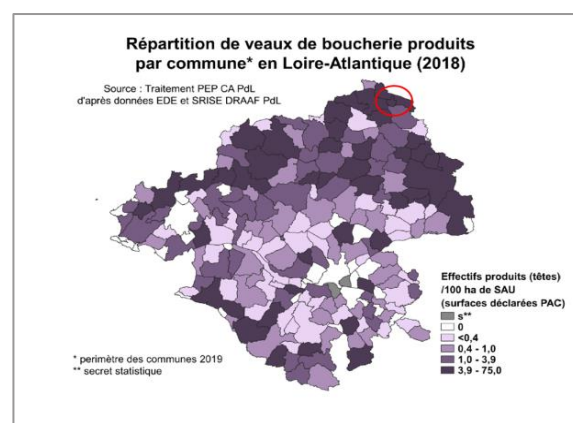 Répartition de veaux de boucherie produits
par commune* en Loire-Atlantique (2018)
Source : Traitement PEP CA PdL
d'après données EDE et SRISE DRAAF PdL
Effectifs produits (têtes)
/100 ha de SAU
(surfaces déclarées PAC)
s**
0
<0,4
0,4 - 1,0
1,0 - 3,9
3,9 - 75,0
* perimètre des communes 2019
** secret statistique